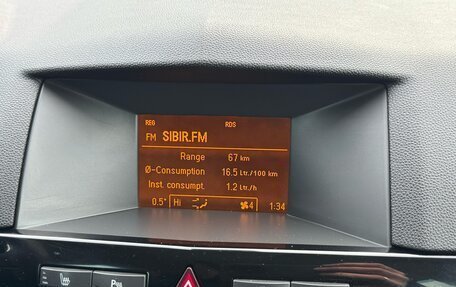 REG RDS
FM SIBIR.FM
Range 67 km
Ø-Consumption 16.5 Ltr./100 km
Inst. consumpt. 1.2 Ltr./h
0.5° Hi 4 1:34